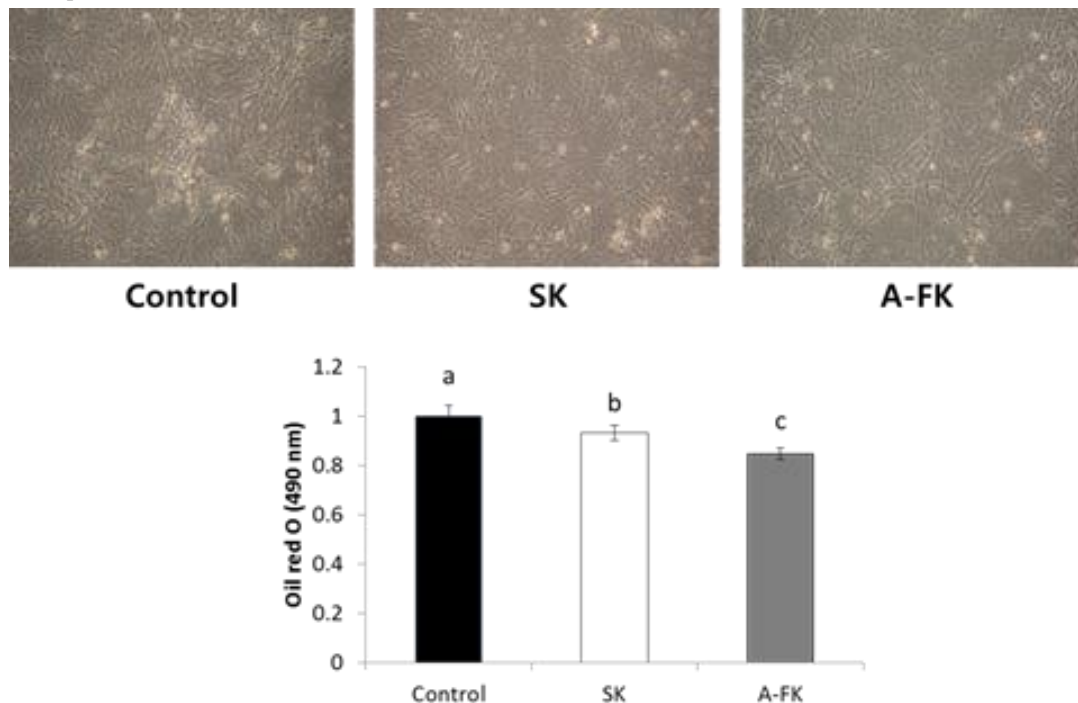 Control
SK
A-FK
Oil red O (490 nm)
1.2
1
0.8
0.6
0.4
0.2
0
a
b
c
Control
SK
A-FK